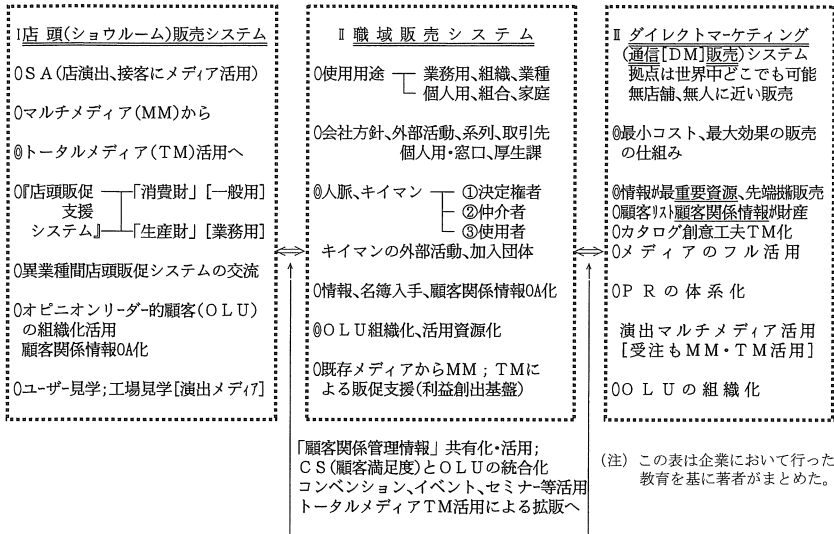 Ⅰ店 頭(ショウルーム)販売システム
○SA(店演出、接客にメディア活用)
○マルチメディア(MM)から
◎トータルメディア(TM)活用へ
○『店頭販促 「消費財」[一般用]
支援
システム』 「生産財」[業務用]
○異業種間店頭販促システムの交流
○オピニオンリーダー的顧客(OLU)
の組織化活用
顧客関係情報OA化
○ユーザー見学;工場見学[演出メディア]
Ⅱ 職 域 販 売 シ ス テ ム
○使用用途 業務用、組織、業種
個人用、組合、家庭
○会社方針、外部活動、系列、取引先
個人用・窓口、厚生課
◎人脈、キイマン ①決定権者
②仲介者
③使用者
キイマンの外部活動、加入団体
○情報、名簿入手、顧客関係情報OA化
◎OLU組織化、活用資源化
○既存メディアからMM;TMに
よる販促支援(利益創出基盤)
Ⅲ ダイレクトマーケティング
(通信[DM]販売)システム
拠点は世界中どこでも可能
無店舗、無人に近い販売
◎最小コスト、最大効果の販売
の仕組み
◎情報が最重要資源、先端技術販売
○顧客リスト顧客関係情報が財産
○カタログ創意工夫TM化
○メディアのフル活用
○PRの体系化
演出マルチメディア活用
[受注もMM・TM活用]
○OLUの組織化
「顧客関係管理情報」共有化・活用;
CS(顧客満足度)とOLUの統合化
コンベンション、イベント、セミナー等活用
トータルメディアTM活用による拡販へ
(注) この表は企業において行った
教育を基に著者がまとめた。